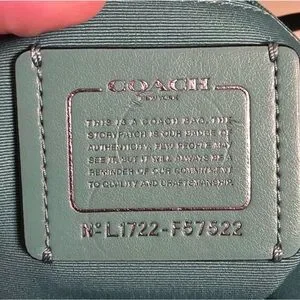 COACH
NEW YORK
THIS IS A COACH BAG. THE
STORYPATCH IS OUR BADGE OF
AUTHENTICITY. FEW PEOPLE MAY
SEE IT, BUT IT WILL ALWAYS BE A
REMINDER OF OUR COMMITMENT
TO QUALITY AND CRAFTSMANSHIP.
Nº L1722-F57522